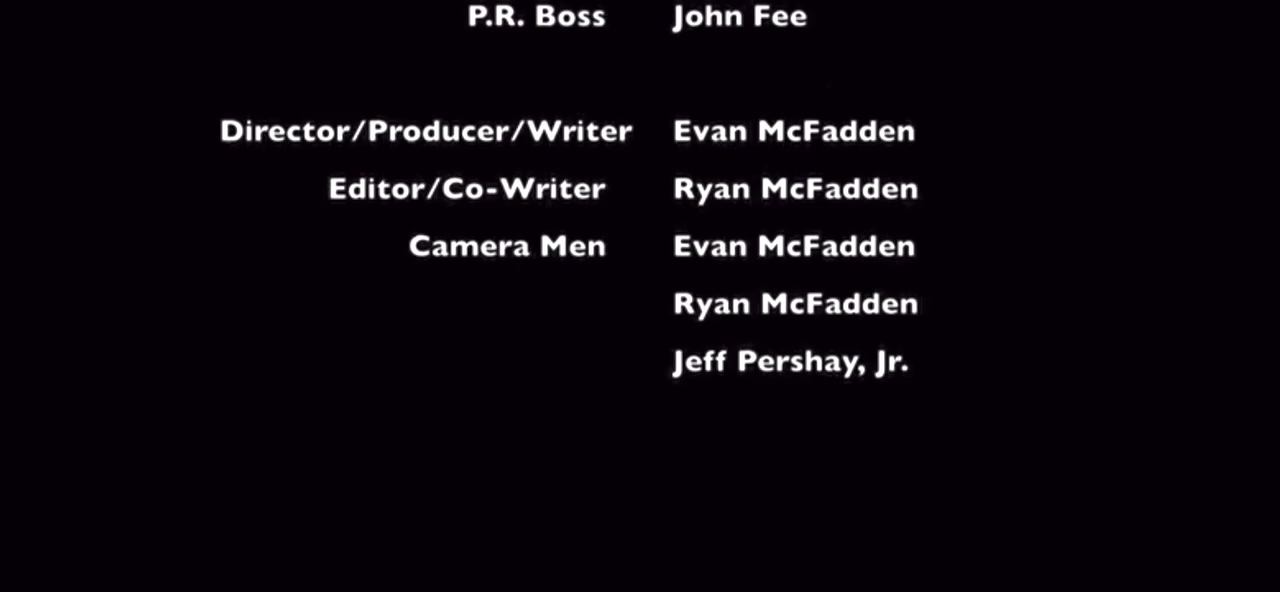 P.R. Boss John Fee
Director/Producer/Writer Evan McFadden
Editor/Co-Writer Ryan McFadden
Camera Men Evan McFadden
Ryan McFadden
Jeff Pershay, Jr.